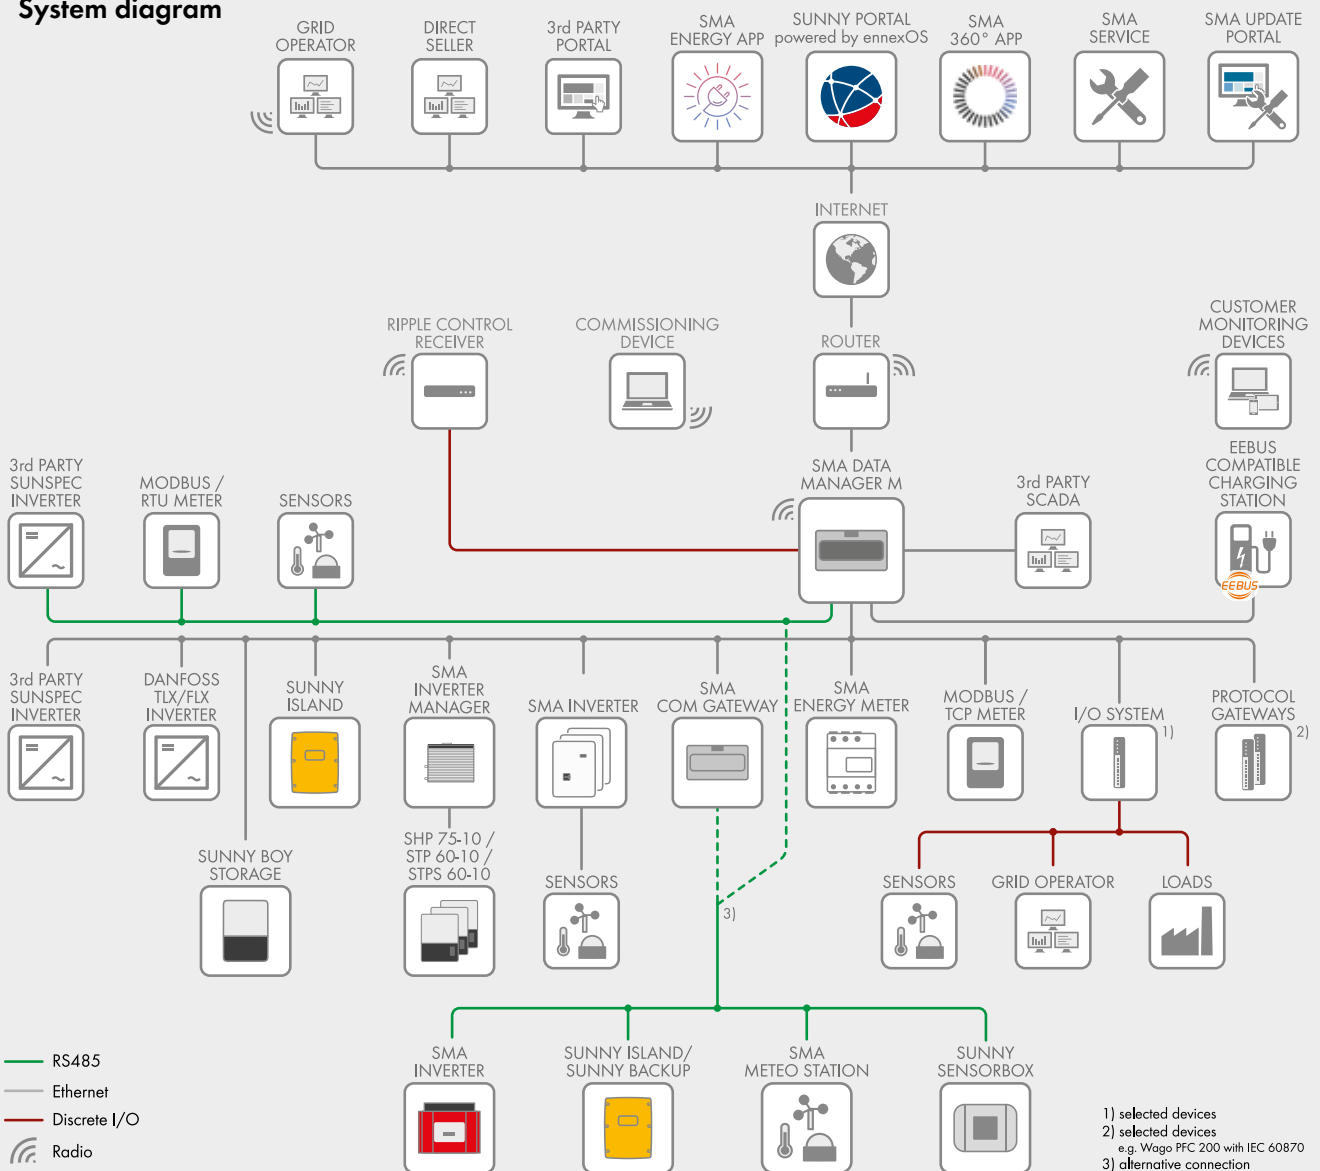 System diagram
GRID
OPERATOR
DIRECT
SELLER
3rd PARTY
PORTAL
SMA
ENERGY APP
SUNNY PORTAL
powered by ennexOS
SMA
360° APP
SMA
SERVICE
SMA UPDATE
PORTAL
INTERNET
RIPPLE CONTROL
RECEIVER
COMMISSIONING
DEVICE
ROUTER
CUSTOMER
MONITORING
DEVICES
3rd PARTY
SUNSPEC
INVERTER
MODBUS /
RTU METER
SENSORS
SMA DATA
MANAGER M
3rd PARTY
SCADA
EEBUS
COMPATIBLE
CHARGING
STATION
EEBUS
3rd PARTY
SUNSPEC
INVERTER
DANFOSS
TLX/FLX
INVERTER
SUNNY
ISLAND
SMA
INVERTER
MANAGER
SMA INVERTER
SMA
COM GATEWAY
SMA
ENERGY METER
MODBUS /
TCP METER
I/O SYSTEM
1)
PROTOCOL
GATEWAYS
2)
SUNNY BOY
STORAGE
SHP 75-10 /
STP 60-10 /
STPS 60-10
SENSORS
3)
SENSORS
GRID OPERATOR
LOADS
SMA
INVERTER
SUNNY ISLAND/
SUNNY BACKUP
SMA
METEO STATION
SUNNY
SENSORBOX
RS485
Ethernet
Discrete I/O
Radio
1) selected devices
2) selected devices
e.g. Wago PFC 200 with IEC 60870
3) alternative connection